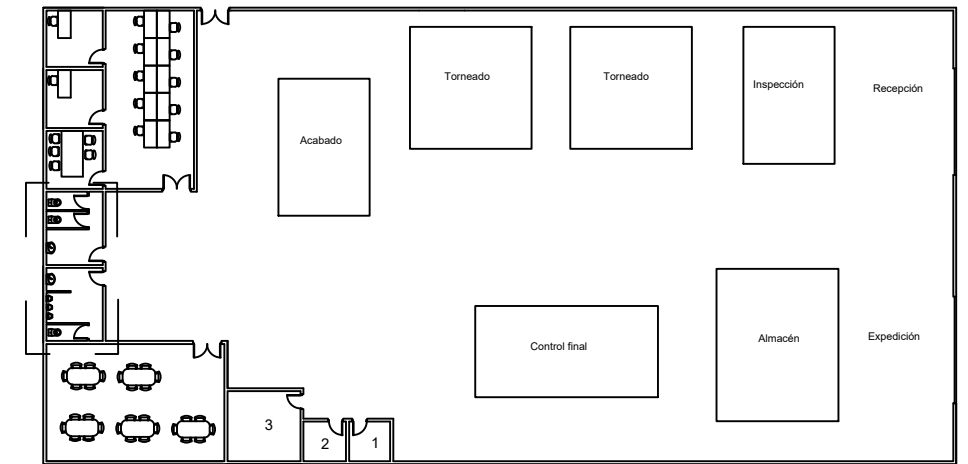 Torneado
Torneado
Inspección
Recepción
Acabado
Control final
Almacén
Expedición
3
2
1